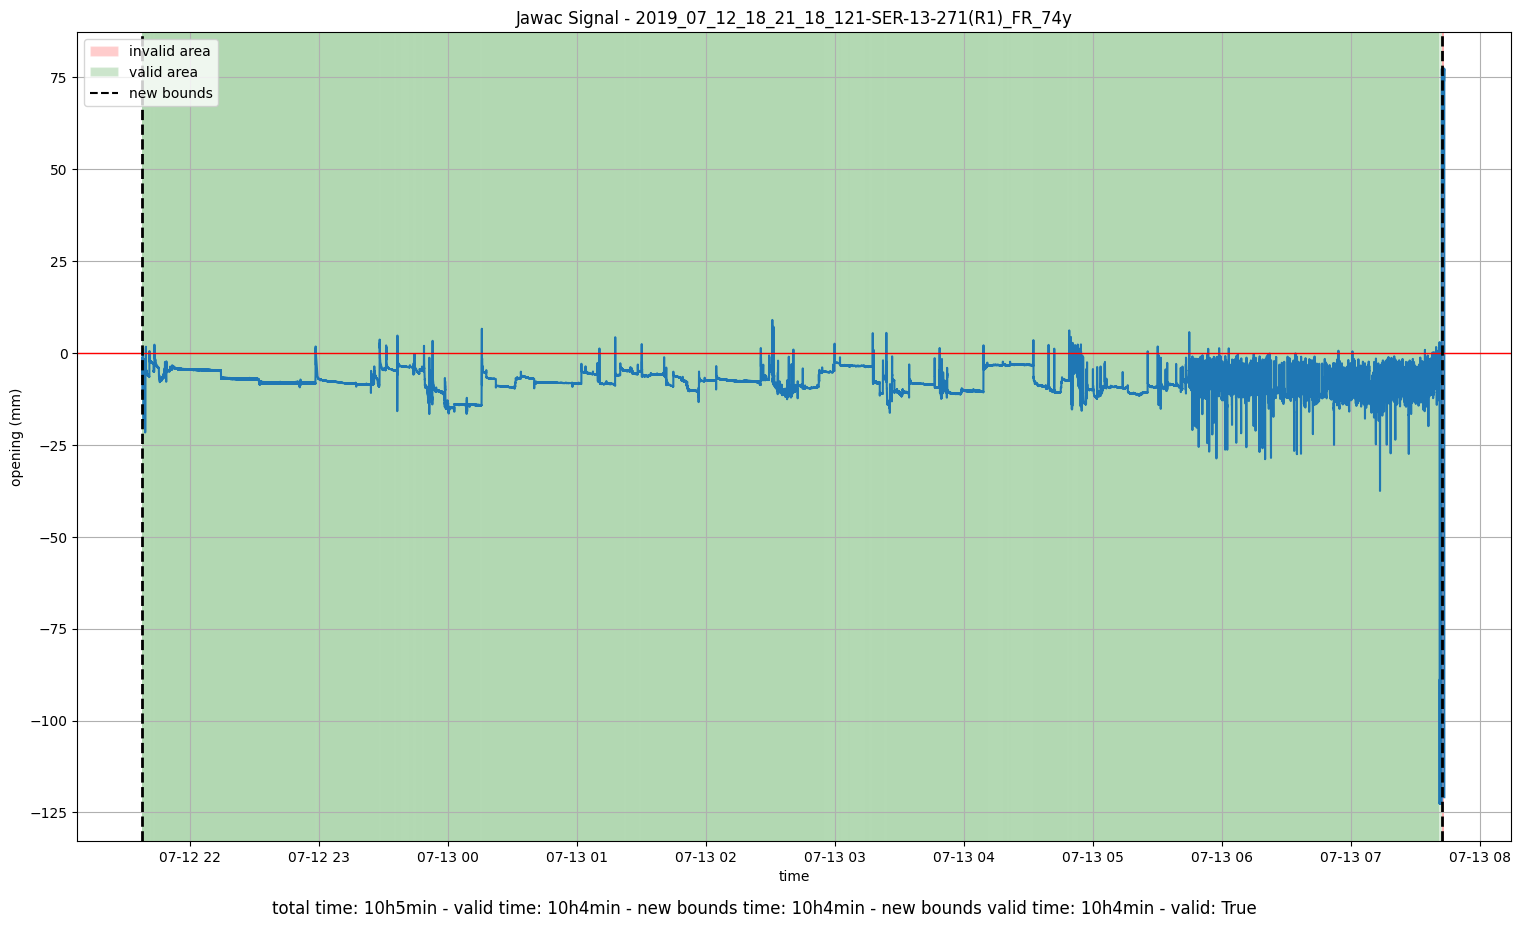 Jawac Signal - 2019_07_12_18_21_18_121-SER-13-271(R1)_FR_74y
invalid area
valid area
new bounds
75
50
25
0
−25
−50
−75
−100
−125
opening (mm)
07-12 22
07-12 23
07-13 00
07-13 01
07-13 02
07-13 03
07-13 04
07-13 05
07-13 06
07-13 07
07-13 08
time
total time: 10h5min - valid time: 10h4min - new bounds time: 10h4min - new bounds valid time: 10h4min - valid: True